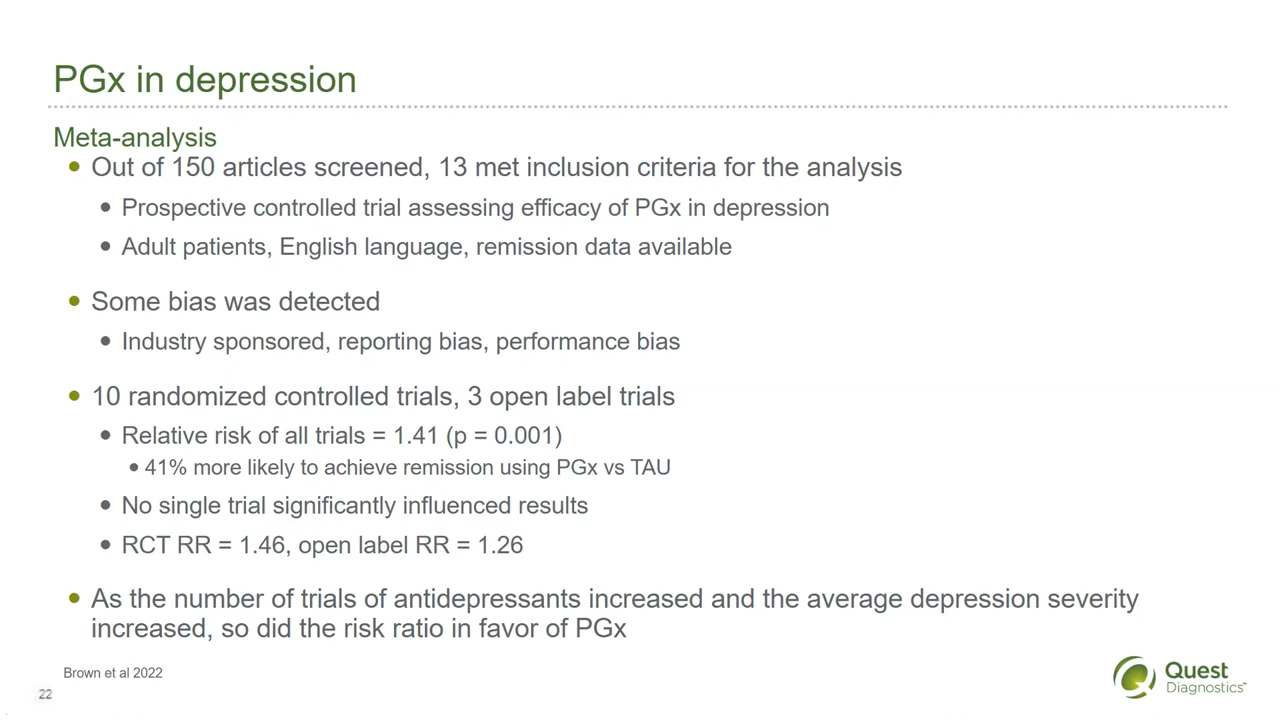 PGx in depression
Meta-analysis
• Out of 150 articles screened, 13 met inclusion criteria for the analysis
• Prospective controlled trial assessing efficacy of PGx in depression
• Adult patients, English language, remission data available
• Some bias was detected
• Industry sponsored, reporting bias, performance bias
• 10 randomized controlled trials, 3 open label trials
• Relative risk of all trials = 1.41 (p = 0.001)
• 41% more likely to achieve remission using PGx vs TAU
• No single trial significantly influenced results
• RCT RR = 1.46, open label RR = 1.26
• As the number of trials of antidepressants increased and the average depression severity
increased, so did the risk ratio in favor of PGx
Brown et al 2022
22
Quest
Diagnostics™